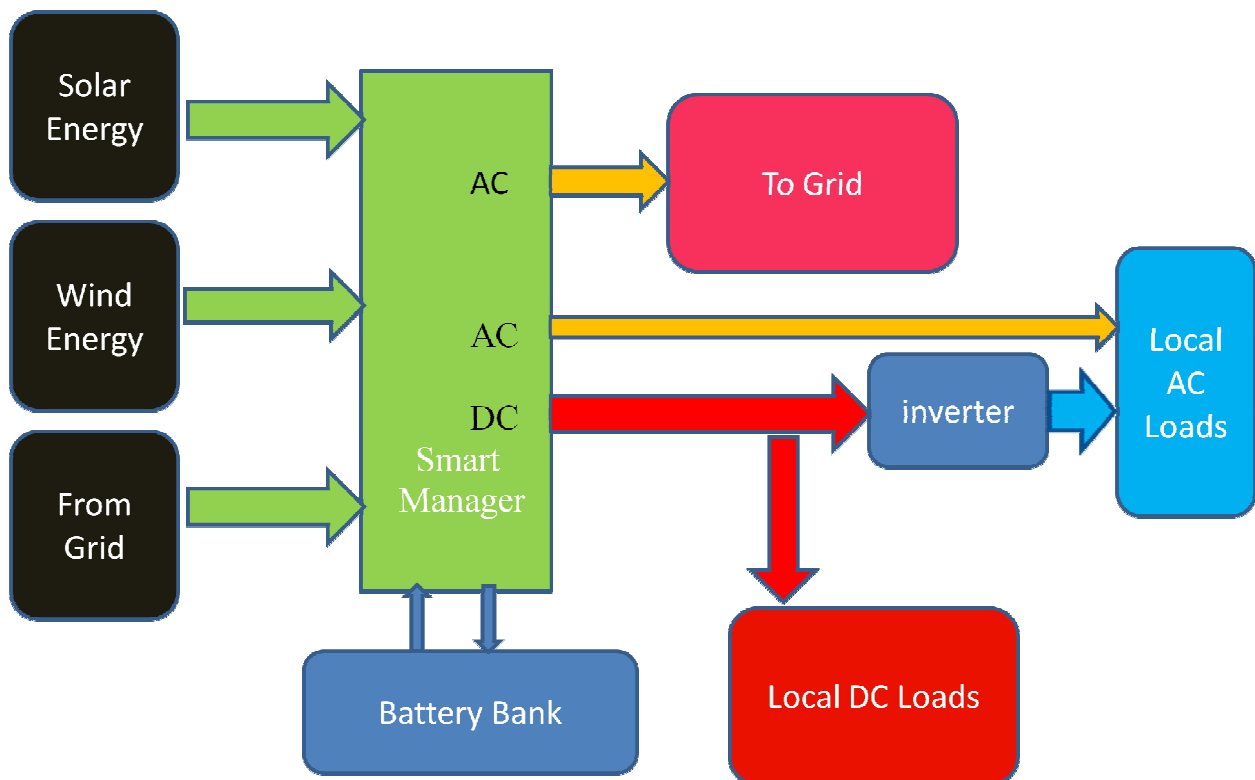 Solar
Energy
Wind
Energy
From
Grid
AC
AC
DC
Smart
Manager
To Grid
inverter
Local
AC
Loads
Battery Bank
Local DC Loads